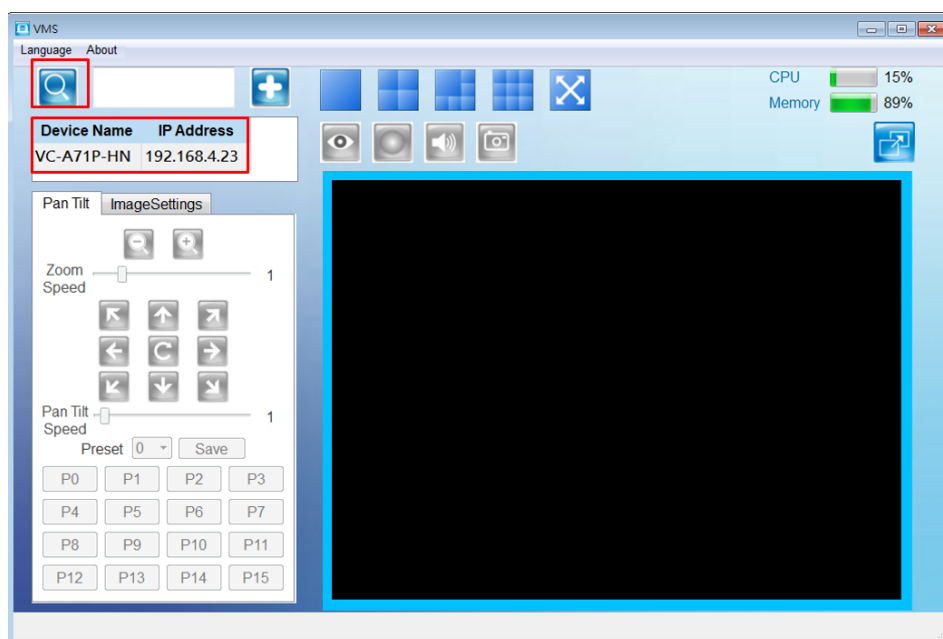 VMS
Language About
CPU 15%
Memory 89%
Device Name IP Address
VC-A71P-HN 192.168.4.23
Pan Tilt ImageSettings
Zoom Speed 1
Pan Tilt Speed 1
Preset 0 Save
P0 P1 P2 P3
P4 P5 P6 P7
P8 P9 P10 P11
P12 P13 P14 P15